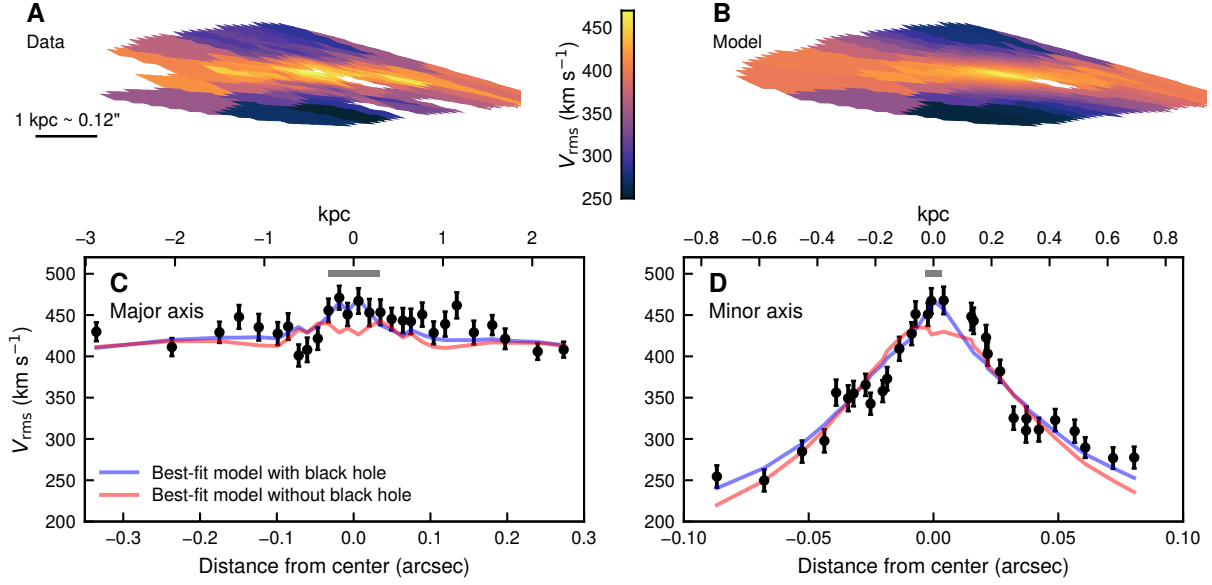 A
Data
1 kpc ~ 0.12"
450
400
350
300
250
V_rms (km s⁻¹)
B
Model
kpc
−3 −2 −1 0 1 2
500
450
400
350
300
250
200
V_rms (km s⁻¹)
C
Major axis
Best-fit model with black hole
Best-fit model without black hole
−0.3 −0.2 −0.1 0.0 0.1 0.2 0.3
Distance from center (arcsec)
kpc
−0.8 −0.6 −0.4 −0.2 0.0 0.2 0.4 0.6 0.8
500
450
400
350
300
250
200
D
Minor axis
−0.10 −0.05 0.00 0.05 0.10
Distance from center (arcsec)